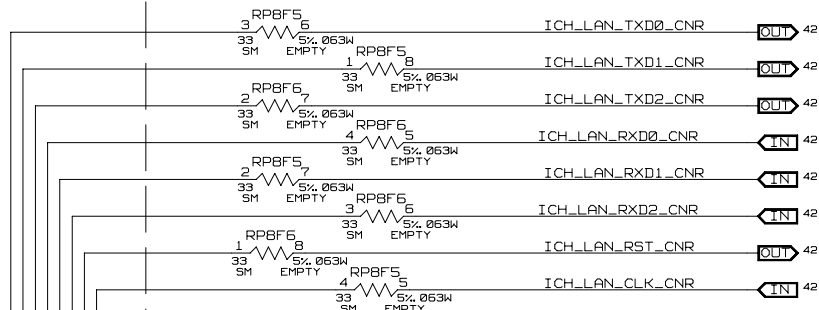 RP8F5
3 6 ICH_LAN_TXD0_CNR OUT 42
33 5%.063W
SM EMPTY
RP8F5
1 8 ICH_LAN_TXD1_CNR OUT 42
33 5%.063W
SM EMPTY
RP8F6
2 7 ICH_LAN_TXD2_CNR OUT 42
33 5%.063W
SM EMPTY
RP8F6
4 5 ICH_LAN_RXD0_CNR IN 42
33 5%.063W
SM EMPTY
RP8F5
2 7 ICH_LAN_RXD1_CNR IN 42
33 5%.063W
SM EMPTY
RP8F6
3 6 ICH_LAN_RXD2_CNR IN 42
33 5%.063W
SM EMPTY
RP8F6
1 8 ICH_LAN_RST_CNR OUT 42
33 5%.063W
SM EMPTY
RP8F5
4 5 ICH_LAN_CLK_CNR IN 42
33 5%.063W
SM EMPTY